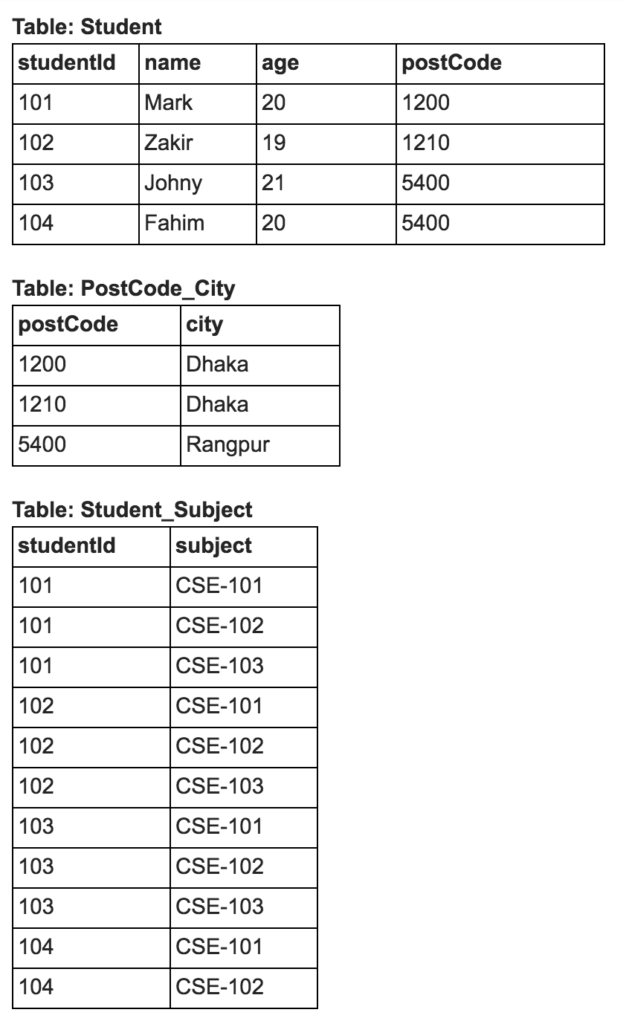 Table: Student
studentId name age postCode
101 Mark 20 1200
102 Zakir 19 1210
103 Johny 21 5400
104 Fahim 20 5400
Table: PostCode_City
postCode city
1200 Dhaka
1210 Dhaka
5400 Rangpur
Table: Student_Subject
studentId subject
101 CSE-101
101 CSE-102
101 CSE-103
102 CSE-101
102 CSE-102
102 CSE-103
103 CSE-101
103 CSE-102
103 CSE-103
104 CSE-101
104 CSE-102